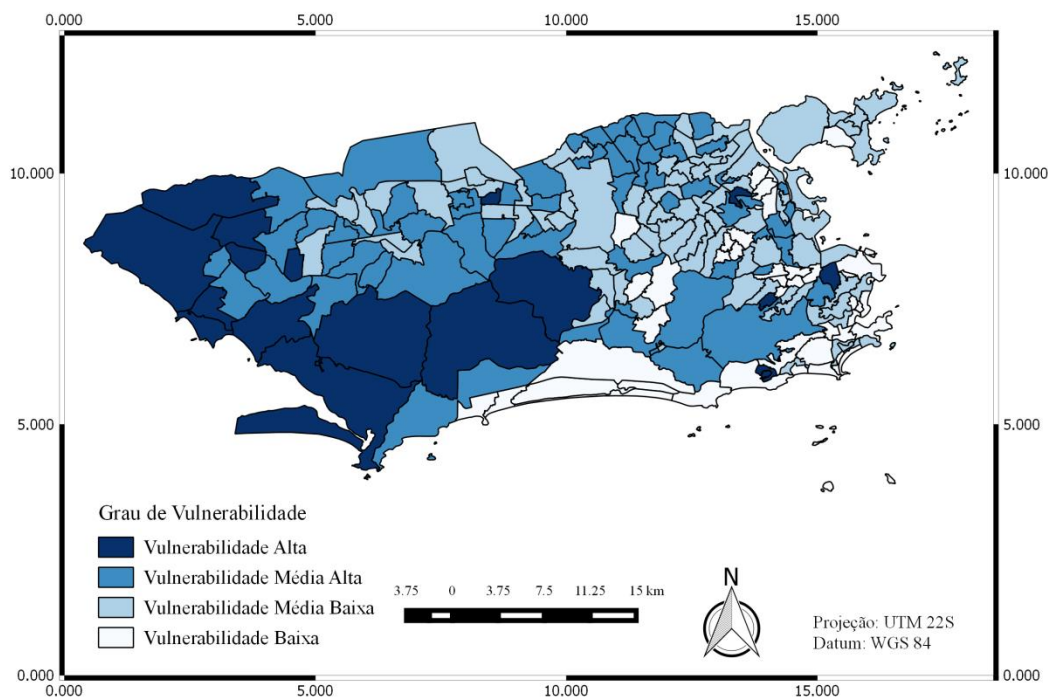 0.000 5.000 10.000 15.000
10.000 10.000
5.000 5.000
Grau de Vulnerabilidade
Vulnerabilidade Alta
Vulnerabilidade Média Alta
Vulnerabilidade Média Baixa
Vulnerabilidade Baixa
3.75 0 3.75 7.5 11.25 15 km
N
Projeção: UTM 22S
Datum: WGS 84
0.000 0.000
0.000 5.000 10.000 15.000